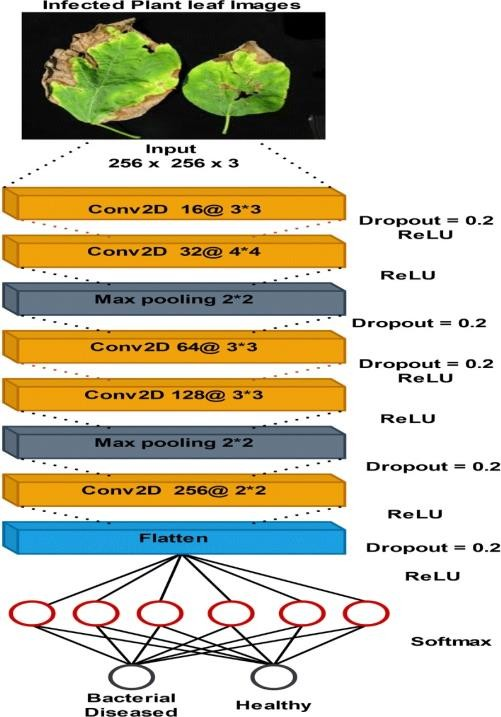 Infected Plant leaf Images
Input
256 x 256 x 3
Conv2D 16@ 3*3
Dropout = 0.2
ReLU
Conv2D 32@ 4*4
ReLU
Max pooling 2*2
Dropout = 0.2
Conv2D 64@ 3*3
Dropout = 0.2
ReLU
Conv2D 128@ 3*3
ReLU
Max pooling 2*2
Dropout = 0.2
Conv2D 256@ 2*2
ReLU
Flatten
Dropout = 0.2
ReLU
Softmax
Bacterial
Diseased
Healthy